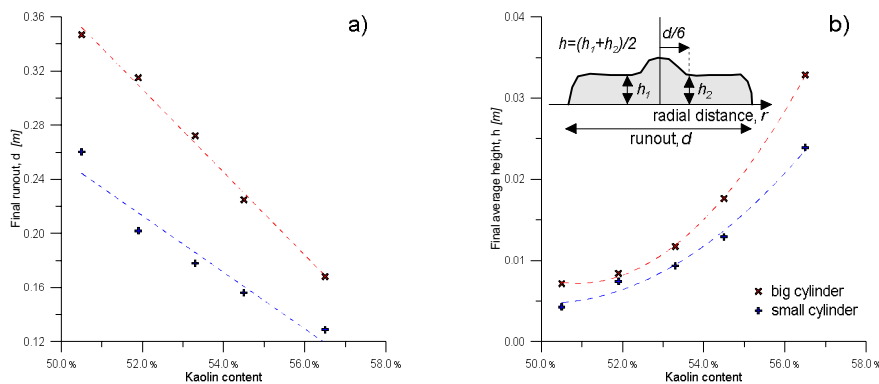 a)
0.36
0.32
0.28
0.24
0.20
0.16
0.12
Final runout, d [m]
50.0 % 52.0 % 54.0 % 56.0 % 58.0 %
Kaolin content
b)
0.04
0.03
0.02
0.01
0.00
Final average height, h [m]
h=(h1+h2)/2
d/6
h1
h2
radial distance, r
runout, d
big cylinder
small cylinder
50.0 % 52.0 % 54.0 % 56.0 % 58.0 %
Kaolin content